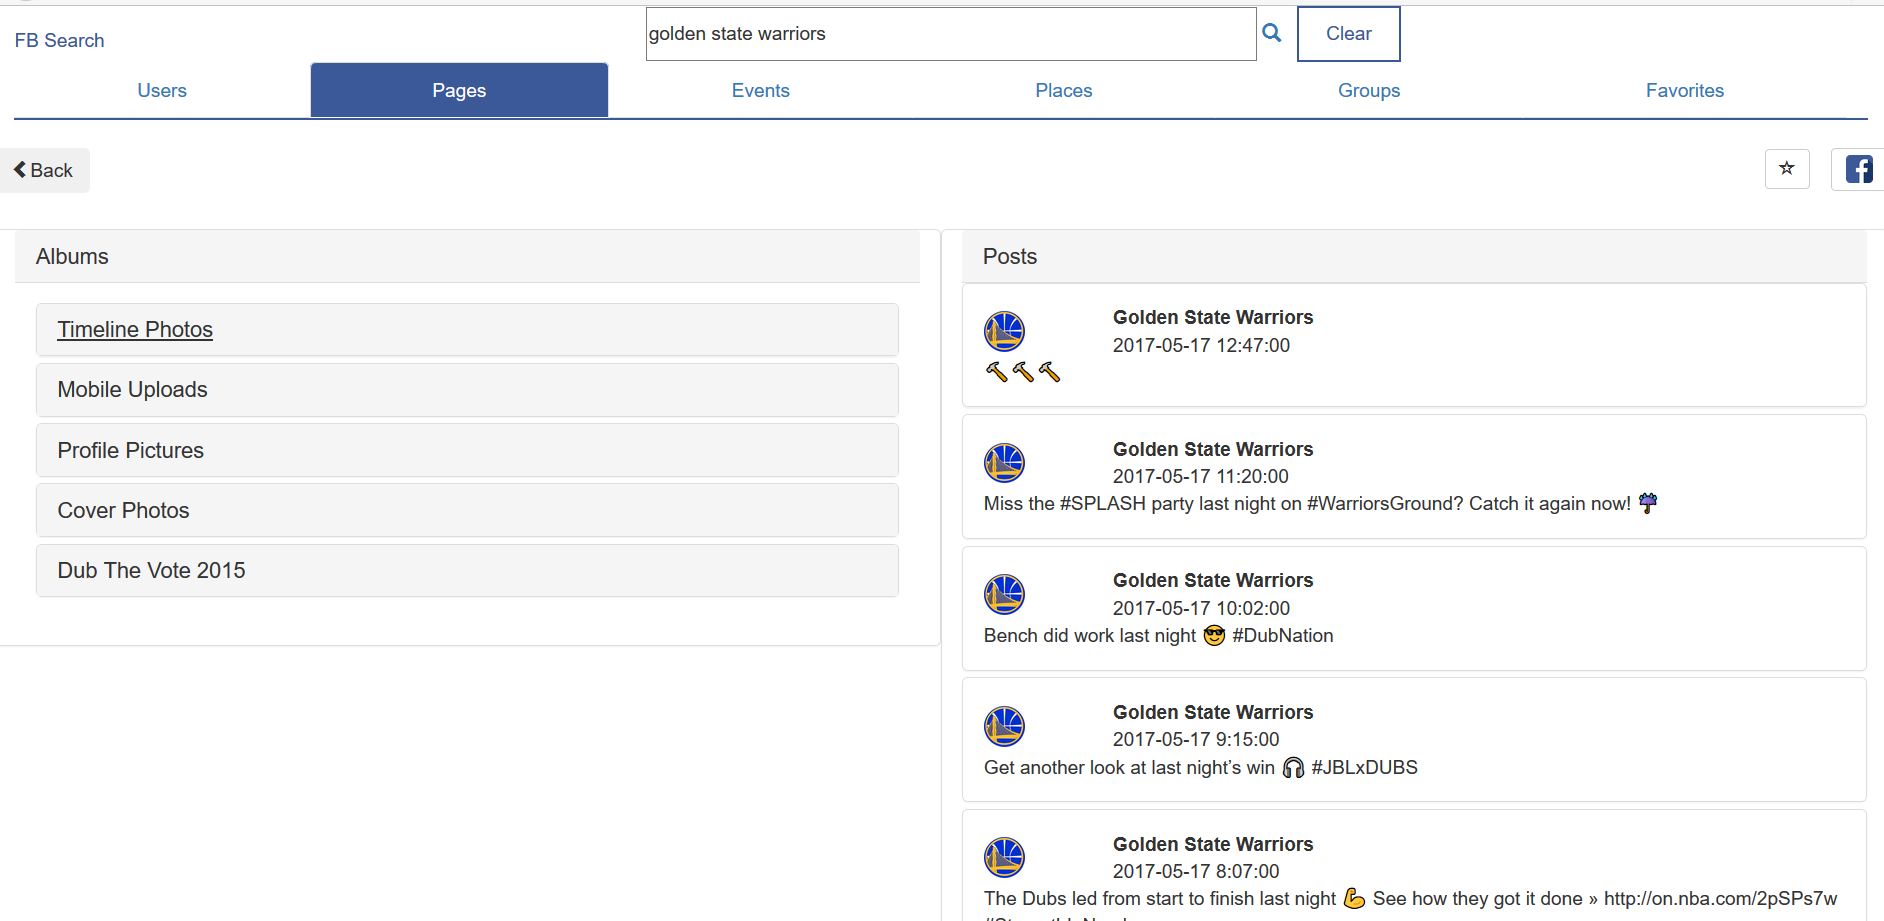 FB Search
golden state warriors
Clear
Users
Pages
Events
Places
Groups
Favorites
Back
Albums
Timeline Photos
Mobile Uploads
Profile Pictures
Cover Photos
Dub The Vote 2015
Posts
Golden State Warriors
2017-05-17 12:47:00
🔨🔨🔨
Golden State Warriors
2017-05-17 11:20:00
Miss the #SPLASH party last night on #WarriorsGround? Catch it again now! ☔
Golden State Warriors
2017-05-17 10:02:00
Bench did work last night 😎 #DubNation
Golden State Warriors
2017-05-17 9:15:00
Get another look at last night’s win 🎧 #JBLxDUBS
Golden State Warriors
2017-05-17 8:07:00
The Dubs led from start to finish last night 💪 See how they got it done » http://on.nba.com/2pSPs7w